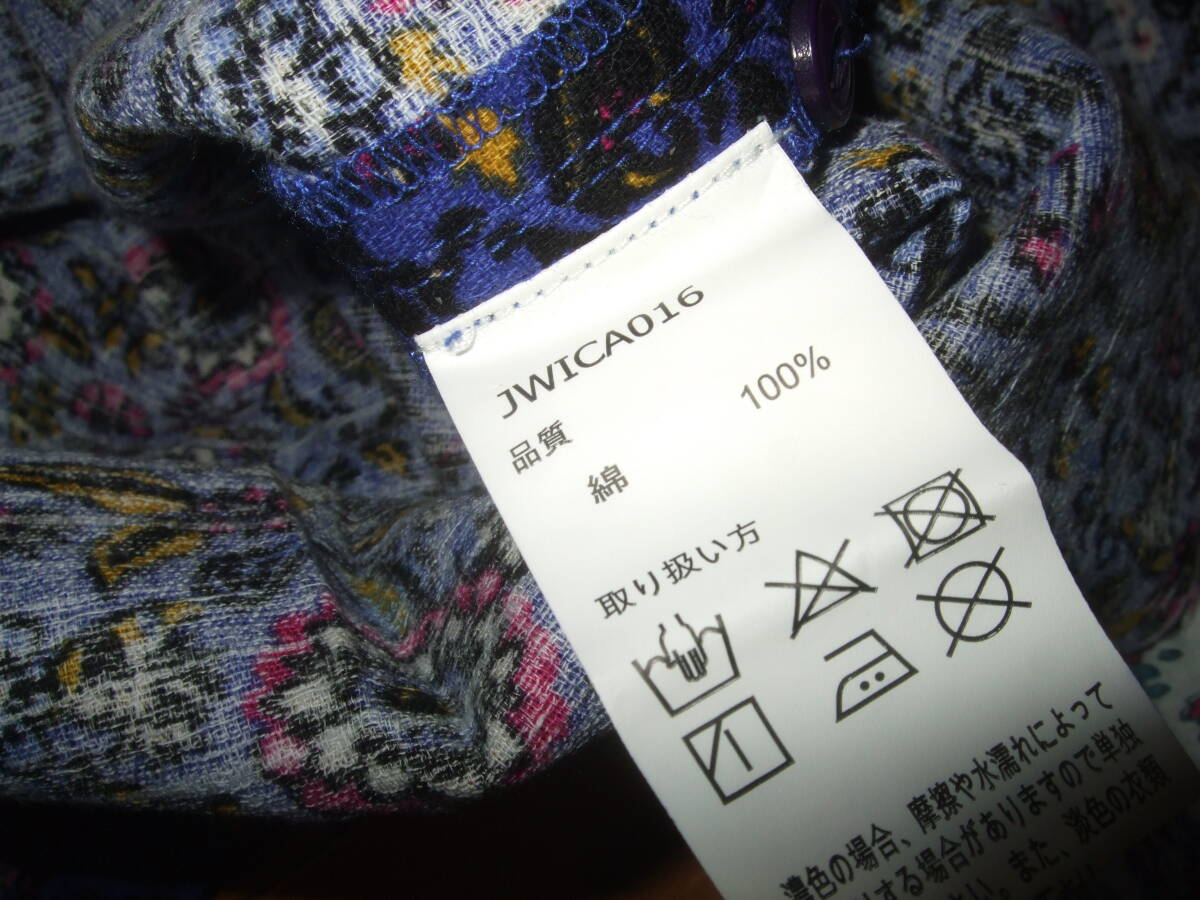 JWICA016
品質
綿 100%
取り扱い方
濃色の場合、摩擦や水濡れによって
する場合がありますので単独
い。また、淡色の衣類